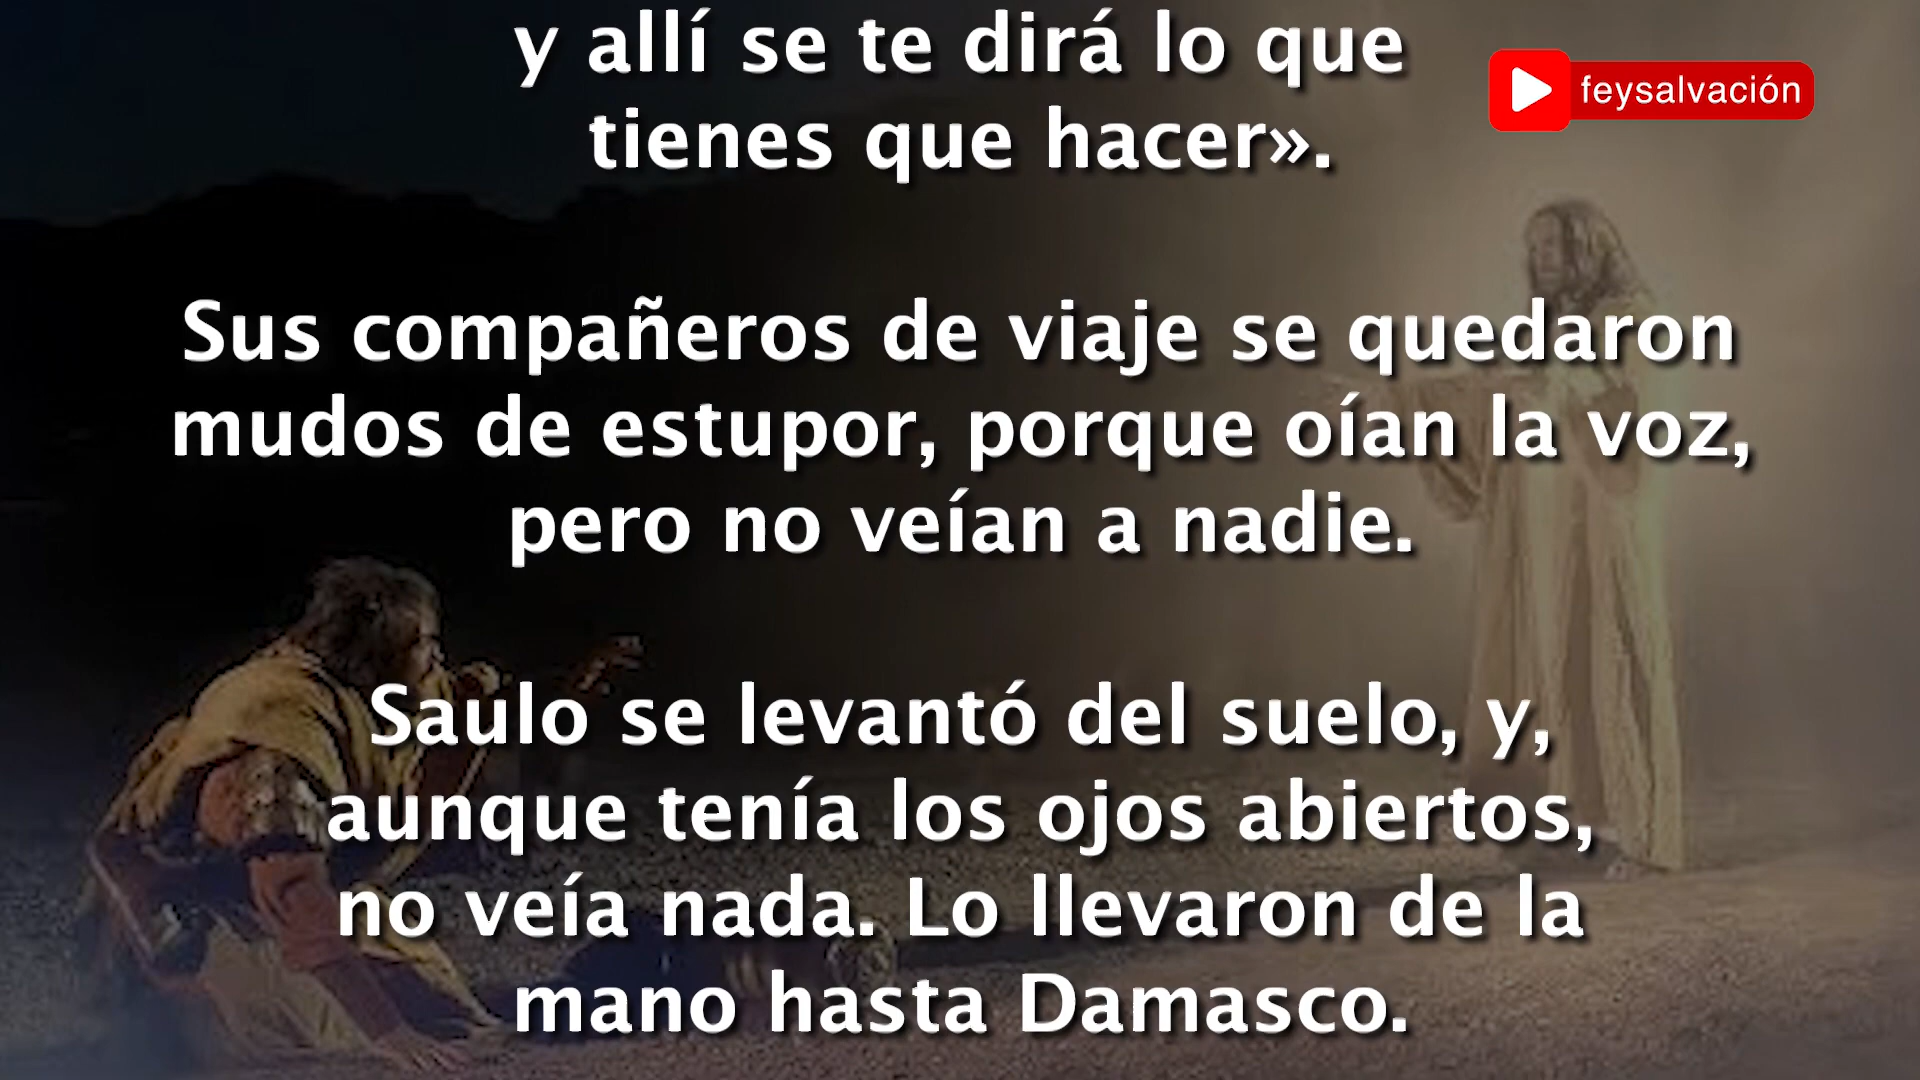 y allí se te dirá lo que
feysalvación
tienes que hacer».
Sus compañeros de viaje se quedaron
mudos de estupor, porque oían la voz,
pero no veían a nadie.
Saulo se levantó del suelo, y,
aunque tenía los ojos abiertos,
no veía nada. Lo llevaron de la
mano hasta Damasco.